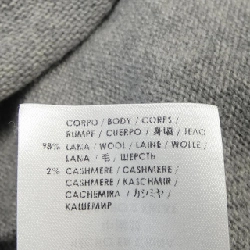 CORPO / BODY / CORPS /
RUMPF / CUERPO / 身頃 / ТЕЛО
98% LANA / WOOL / LAINE / WOLLE /
LANA / 毛 / ШЕРСТЬ
2% CASHMERE / CASHMERE /
CASHMERE / KASCHMIR /
CACHEMIRA / カシミヤ /
КАШЕМИР